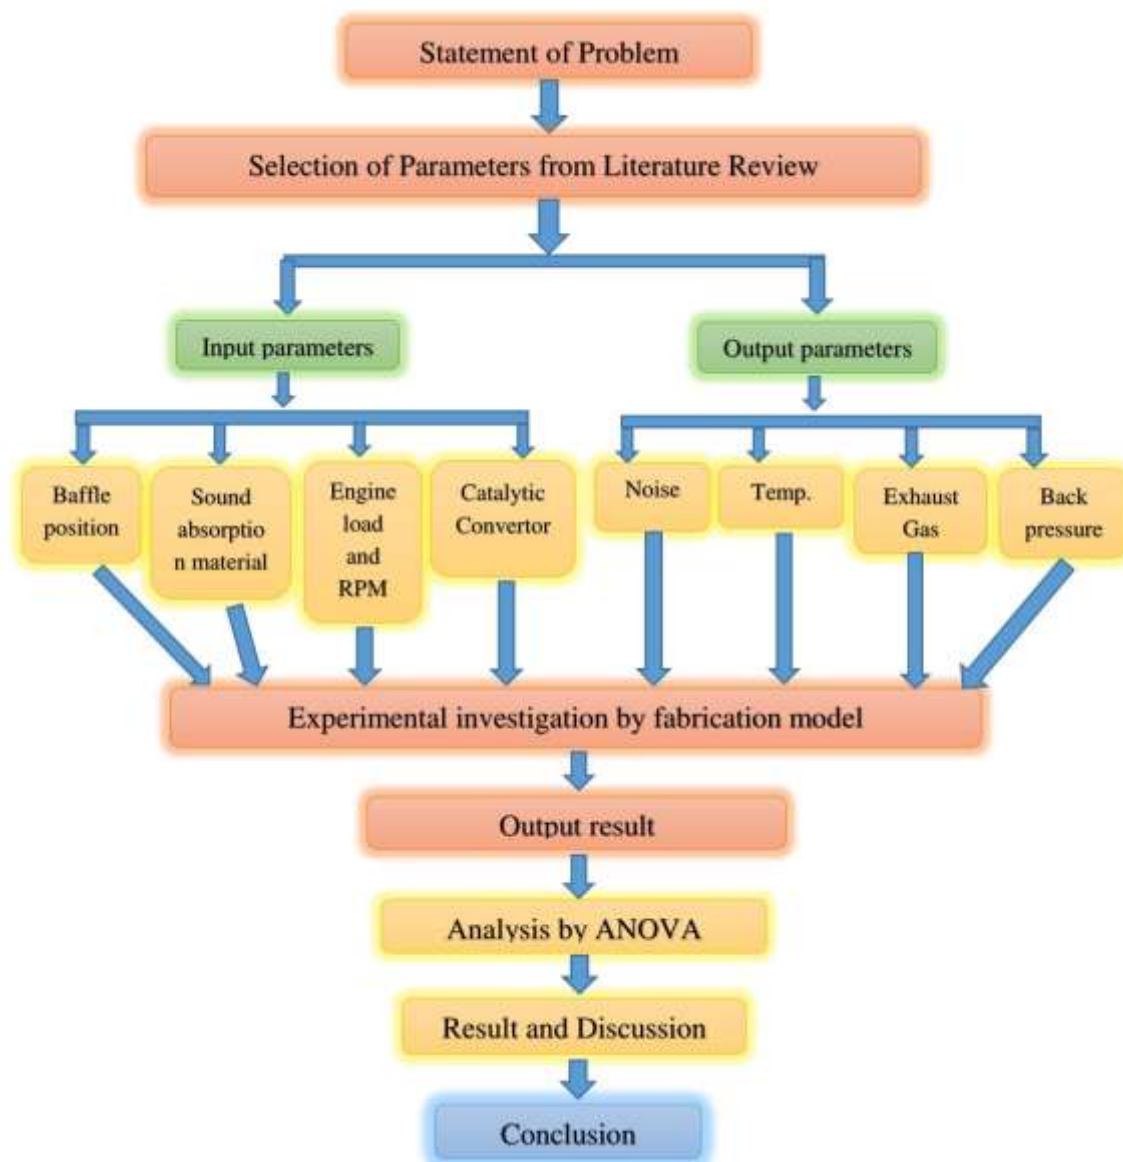 Statement of Problem
Selection of Parameters from Literature Review
Input parameters
Output parameters
Baffle
position
Sound
absorptio
n material
Engine
load
and
RPM
Catalytic
Convertor
Noise
Temp.
Exhaust
Gas
Back
pressure
Experimental investigation by fabrication model
Output result
Analysis by ANOVA
Result and Discussion
Conclusion